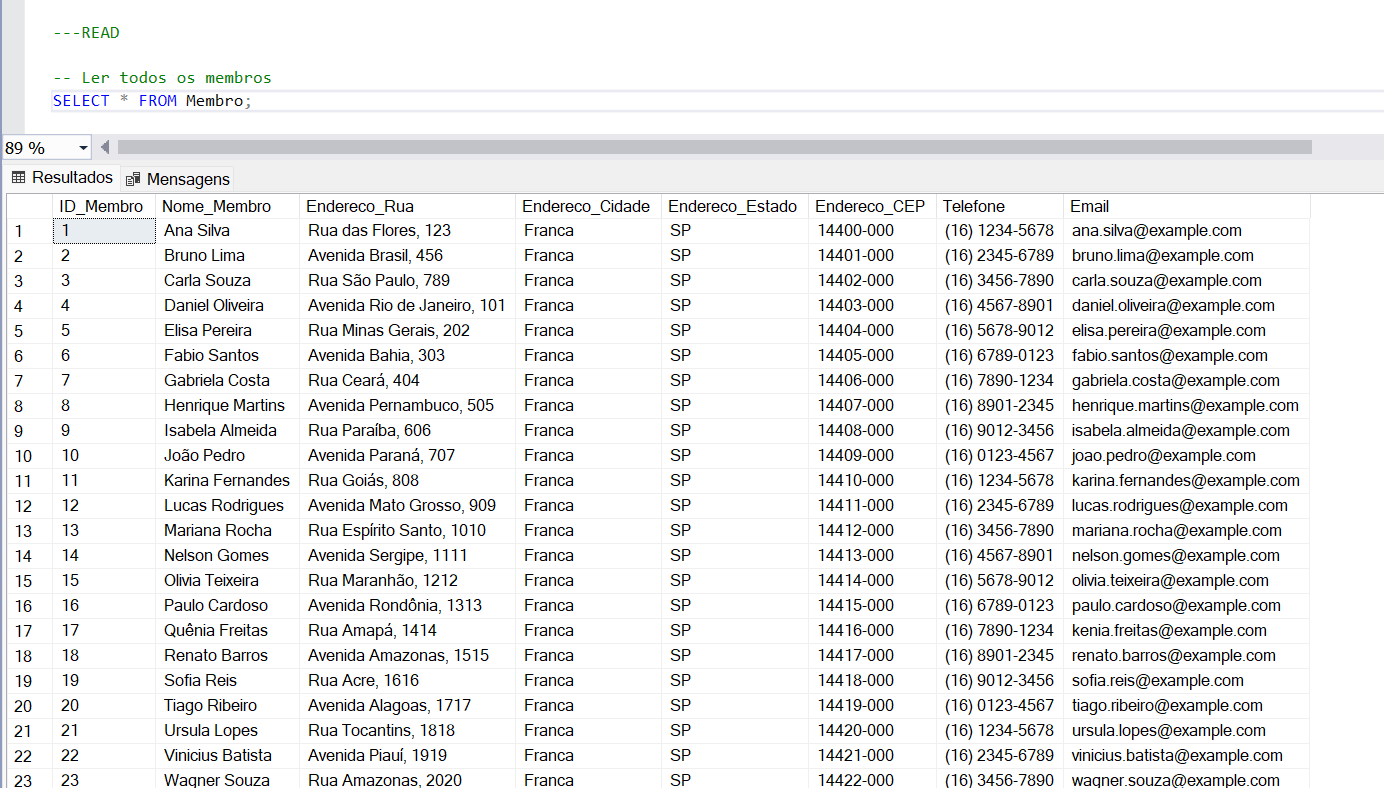 ---READ
-- Ler todos os membros
SELECT * FROM Membro;
89 %
Resultados Mensagens
ID_Membro Nome_Membro Endereco_Rua Endereco_Cidade Endereco_Estado Endereco_CEP Telefone Email
1 1 Ana Silva Rua das Flores, 123 Franca SP 14400-000 (16) 1234-5678 ana.silva@example.com
2 2 Bruno Lima Avenida Brasil, 456 Franca SP 14401-000 (16) 2345-6789 bruno.lima@example.com
3 3 Carla Souza Rua São Paulo, 789 Franca SP 14402-000 (16) 3456-7890 carla.souza@example.com
4 4 Daniel Oliveira Avenida Rio de Janeiro, 101 Franca SP 14403-000 (16) 4567-8901 daniel.oliveira@example.com
5 5 Elisa Pereira Rua Minas Gerais, 202 Franca SP 14404-000 (16) 5678-9012 elisa.pereira@example.com
6 6 Fabio Santos Avenida Bahia, 303 Franca SP 14405-000 (16) 6789-0123 fabio.santos@example.com
7 7 Gabriela Costa Rua Ceará, 404 Franca SP 14406-000 (16) 7890-1234 gabriela.costa@example.com
8 8 Henrique Martins Avenida Pernambuco, 505 Franca SP 14407-000 (16) 8901-2345 henrique.martins@example.com
9 9 Isabela Almeida Rua Paraíba, 606 Franca SP 14408-000 (16) 9012-3456 isabela.almeida@example.com
10 10 João Pedro Avenida Paraná, 707 Franca SP 14409-000 (16) 0123-4567 joao.pedro@example.com
11 11 Karina Fernandes Rua Goiás, 808 Franca SP 14410-000 (16) 1234-5678 karina.fernandes@example.com
12 12 Lucas Rodrigues Avenida Mato Grosso, 909 Franca SP 14411-000 (16) 2345-6789 lucas.rodrigues@example.com
13 13 Mariana Rocha Rua Espírito Santo, 1010 Franca SP 14412-000 (16) 3456-7890 mariana.rocha@example.com
14 14 Nelson Gomes Avenida Sergipe, 1111 Franca SP 14413-000 (16) 4567-8901 nelson.gomes@example.com
15 15 Olivia Teixeira Rua Maranhão, 1212 Franca SP 14414-000 (16) 5678-9012 olivia.teixeira@example.com
16 16 Paulo Cardoso Avenida Rondônia, 1313 Franca SP 14415-000 (16) 6789-0123 paulo.cardoso@example.com
17 17 Quênia Freitas Rua Amapá, 1414 Franca SP 14416-000 (16) 7890-1234 kenia.freitas@example.com
18 18 Renato Barros Avenida Amazonas, 1515 Franca SP 14417-000 (16) 8901-2345 renato.barros@example.com
19 19 Sofia Reis Rua Acre, 1616 Franca SP 14418-000 (16) 9012-3456 sofia.reis@example.com
20 20 Tiago Ribeiro Avenida Alagoas, 1717 Franca SP 14419-000 (16) 0123-4567 tiago.ribeiro@example.com
21 21 Ursula Lopes Rua Tocantins, 1818 Franca SP 14420-000 (16) 1234-5678 ursula.lopes@example.com
22 22 Vinicius Batista Avenida Piauí, 1919 Franca SP 14421-000 (16) 2345-6789 vinicius.batista@example.com
23 23 Wagner Souza Rua Amazonas, 2020 Franca SP 14422-000 (16) 3456-7890 wagner.souza@example.com